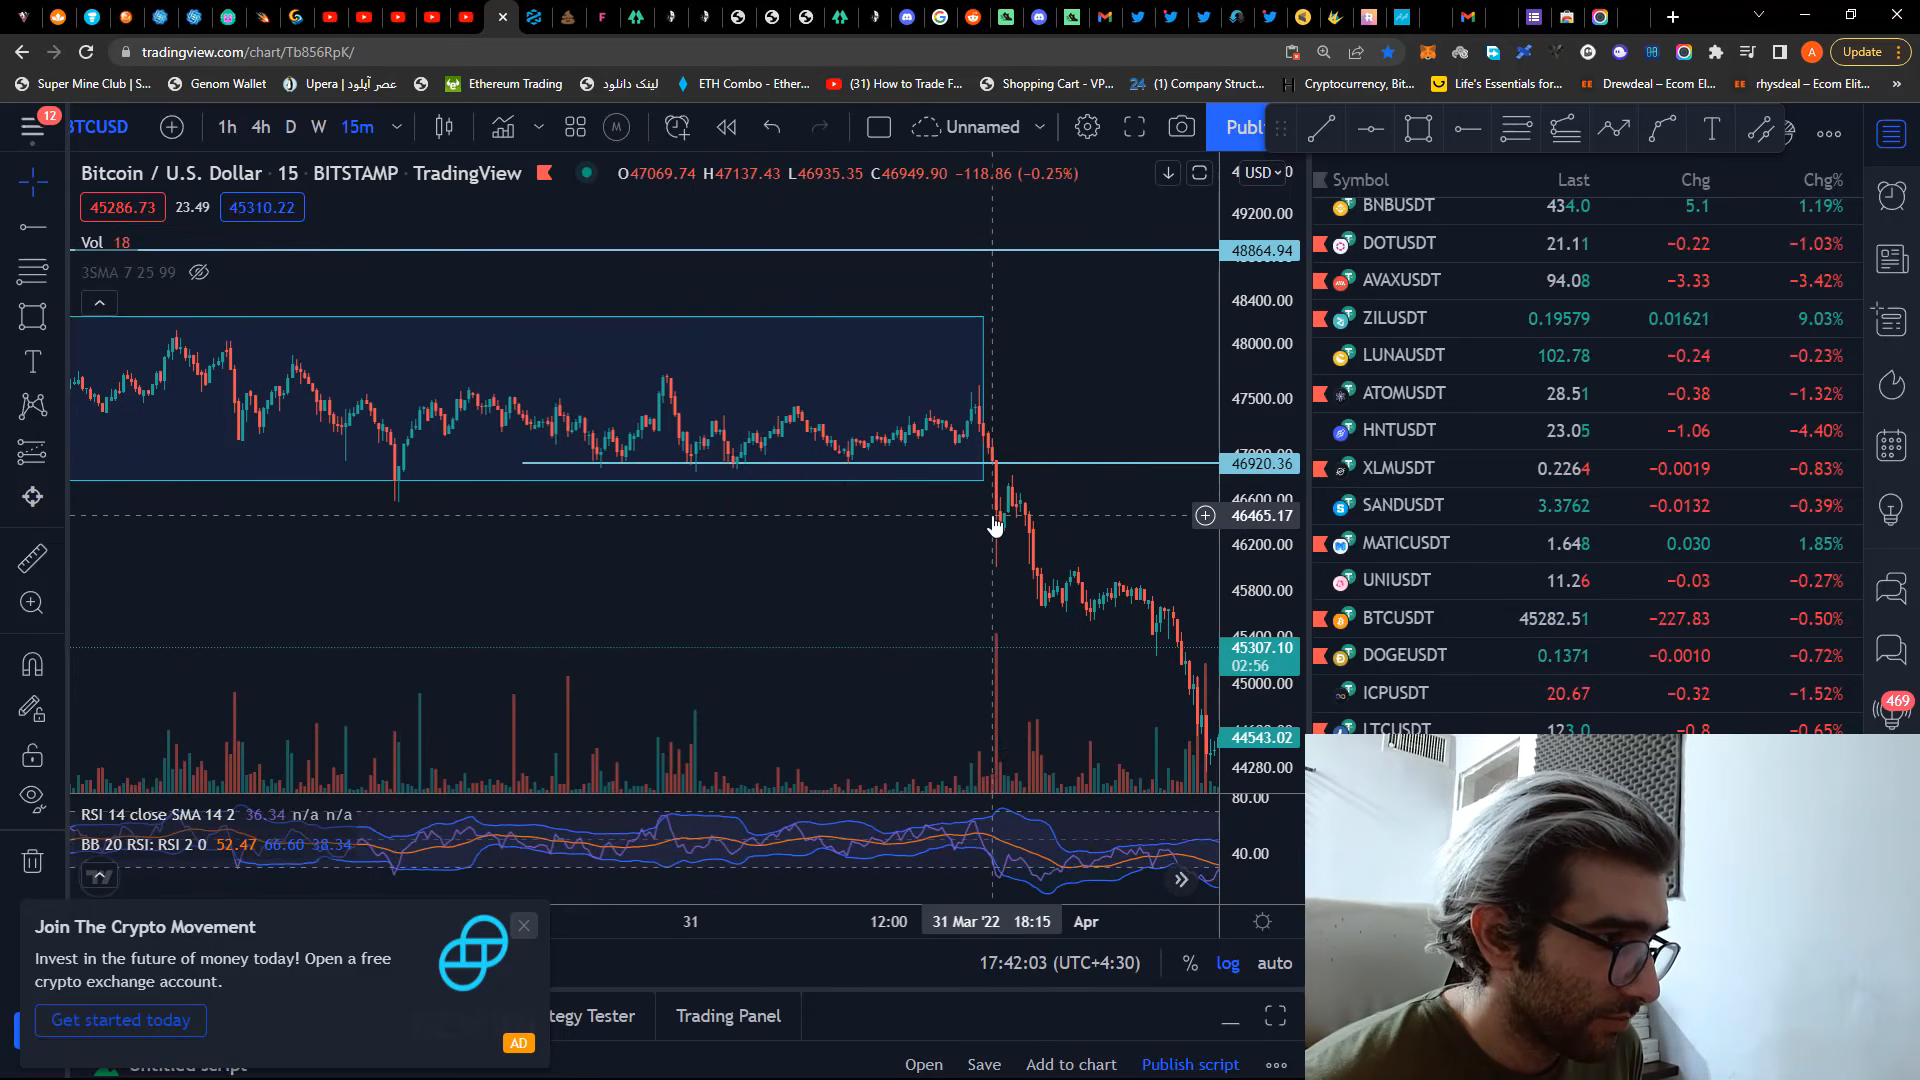 tradingview.com/chart/Tb856RpK/
Update
Super Mine Club | S...
Genom Wallet
Upera | عصر آپلود
Ethereum Trading
لینک دانلود
ETH Combo - Ether...
(31) How to Trade F...
Shopping Cart - VP...
(1) Company Struct...
Cryptocurrency, Bit...
Life's Essentials for...
Drewdeal – Ecom El...
rhysdeal – Ecom Elit...
12
BTCUSD
1h 4h D W 15m
Unnamed
Publ
Bitcoin / U.S. Dollar · 15 · BITSTAMP · TradingView
O47069.74 H47137.43 L46935.35 C46949.90 −118.86 (−0.25%)
45286.73 23.49 45310.22
Vol 18
3SMA 7 25 99
USD
49200.00
48864.94
48400.00
48000.00
47500.00
46920.36
46600.00
46465.17
46200.00
45800.00
45400.00
45307.10
02:56
45000.00
44543.02
44280.00
80.00
40.00
RSI 14 close SMA 14 2 36.34 n/a n/a
BB 20 RSI: RSI 2 0 52.47 66.60 38.34
31 12:00 31 Mar '22 18:15 Apr
17:42:03 (UTC+4:30) % log auto
Symbol Last Chg Chg%
BNBUSDT 434.0 5.1 1.19%
DOTUSDT 21.11 −0.22 −1.03%
AVAXUSDT 94.08 −3.33 −3.42%
ZILUSDT 0.19579 0.01621 9.03%
LUNAUSDT 102.78 −0.24 −0.23%
ATOMUSDT 28.51 −0.38 −1.32%
HNTUSDT 23.05 −1.06 −4.40%
XLMUSDT 0.2264 −0.0019 −0.83%
SANDUSDT 3.3762 −0.0132 −0.39%
MATICUSDT 1.648 0.030 1.85%
UNIUSDT 11.26 −0.03 −0.27%
BTCUSDT 45282.51 −227.83 −0.50%
DOGEUSDT 0.1371 −0.0010 −0.72%
ICPUSDT 20.67 −0.32 −1.52%
LTCUSDT 123.0 −0.8 −0.65%
469
Join The Crypto Movement
Invest in the future of money today! Open a free
crypto exchange account.
Get started today
AD
tegy Tester
Trading Panel
Untitled script
Open Save Add to chart Publish script